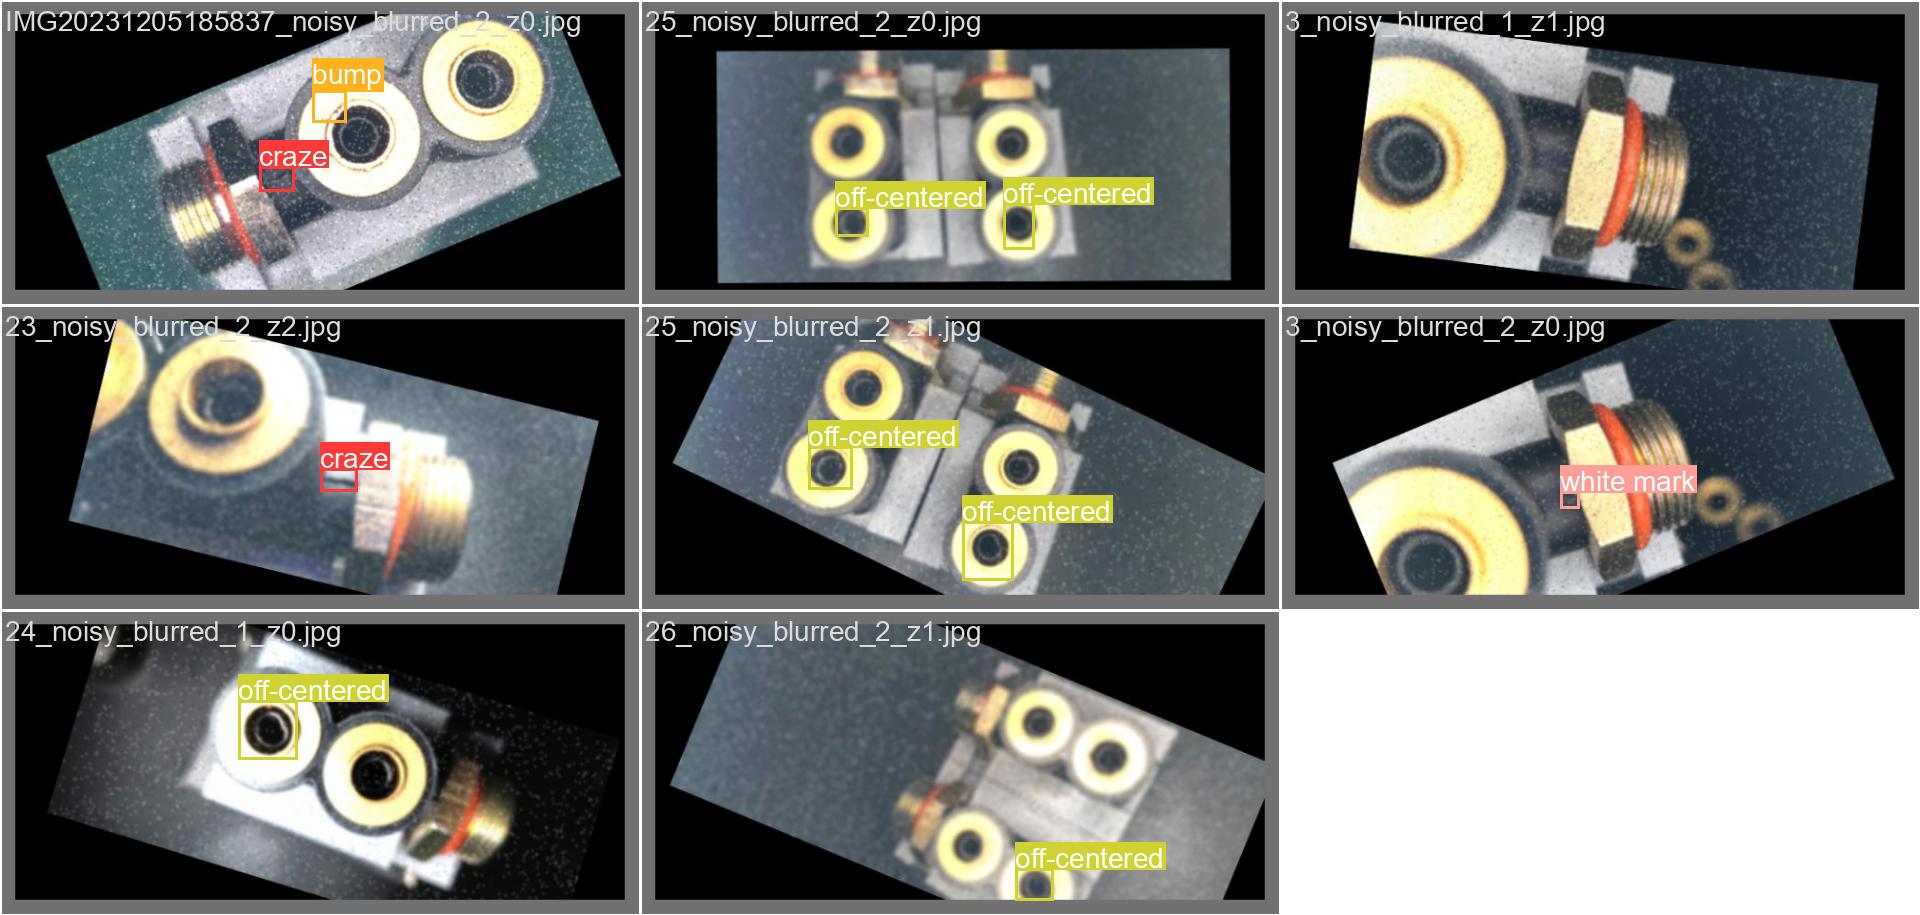 IMG20231205185837_noisy_blurred_2_z0.jpg
bump
craze
25_noisy_blurred_2_z0.jpg
off-centered
off-centered
3_noisy_blurred_1_z1.jpg
23_noisy_blurred_2_z2.jpg
craze
25_noisy_blurred_2_z1.jpg
off-centered
off-centered
3_noisy_blurred_2_z0.jpg
white mark
24_noisy_blurred_1_z0.jpg
off-centered
26_noisy_blurred_2_z1.jpg
off-centered